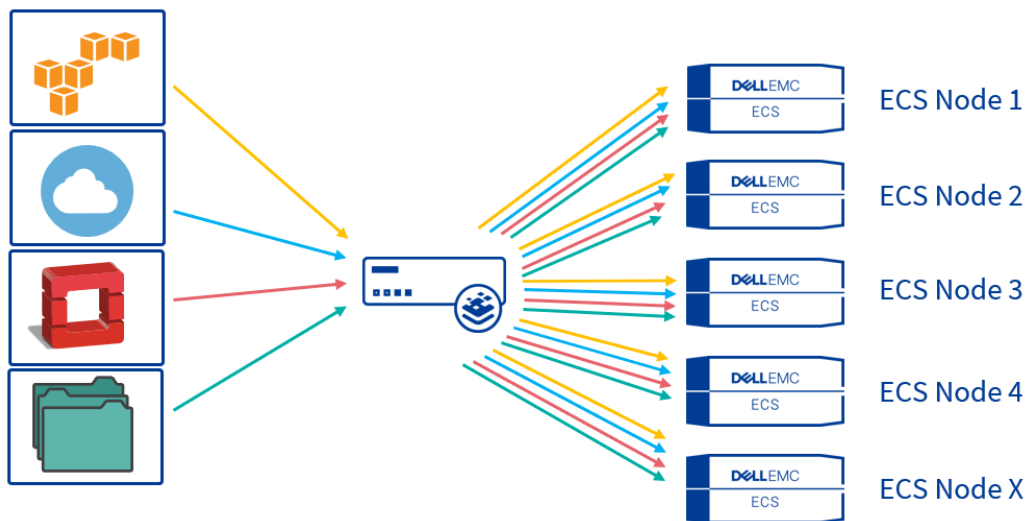 DELLEMC
ECS
ECS Node 1
DELLEMC
ECS
ECS Node 2
DELLEMC
ECS
ECS Node 3
DELLEMC
ECS
ECS Node 4
DELLEMC
ECS
ECS Node X